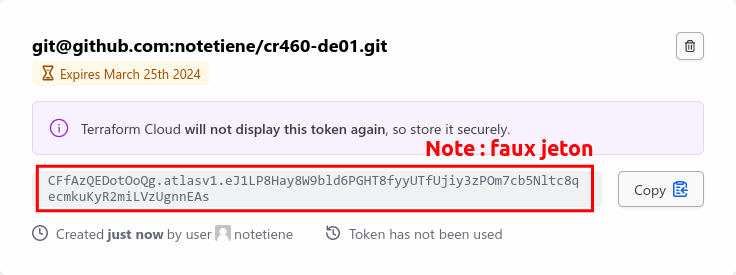 git@github.com:notetiene/cr460-de01.git
Expires March 25th 2024
Terraform Cloud will not display this token again, so store it securely.
Note : faux jeton
CFfAzQEDotOoQg.atlasv1.eJ1LP8Hay8W9bld6PGHT8fyyUTfUjiy3zPOm7cb5Nltc8q
ecmkuKyR2miLVzUgnnEAs
Copy
Created just now by user notetiene
Token has not been used